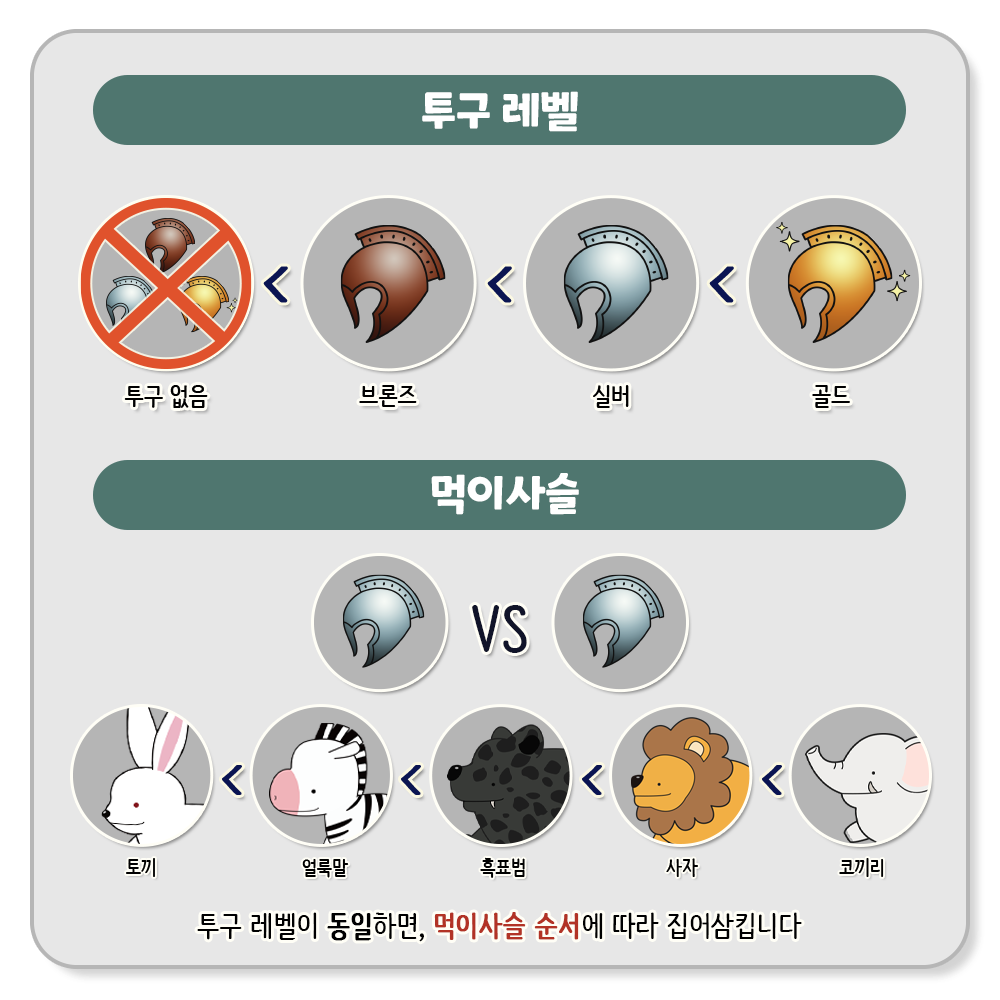 투구 레벨
투구 없음 < 브론즈 < 실버 < 골드
먹이사슬
VS
토끼 < 얼룩말 < 흑표범 < 사자 < 코끼리
투구 레벨이 동일하면, 먹이사슬 순서에 따라 집어삼킵니다